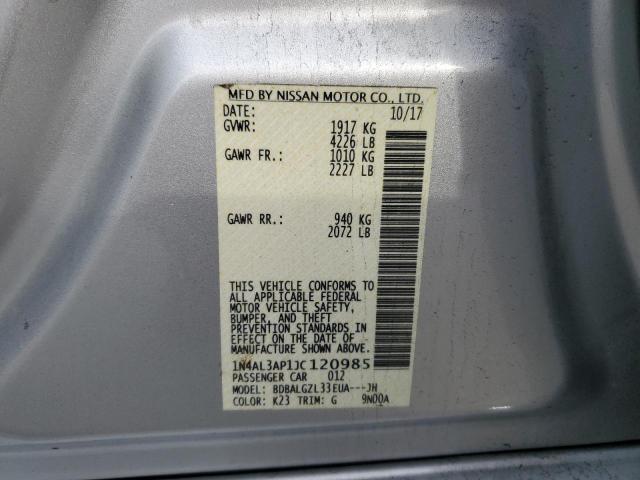 MFD BY NISSAN MOTOR CO., LTD.
DATE: 10/17
GVWR: 1917 KG
4226 LB
GAWR FR.: 1010 KG
2227 LB
GAWR RR.: 940 KG
2072 LB
THIS VEHICLE CONFORMS TO
ALL APPLICABLE FEDERAL
MOTOR VEHICLE SAFETY,
BUMPER, AND THEFT
PREVENTION STANDARDS IN
EFFECT ON THE DATE OF
MANUFACTURE SHOWN ABOVE.
1N4AL3AP1JC120985
PASSENGER CAR 012
MODEL: BDBALGZL33EUA---JH
COLOR: K23 TRIM: G 9N00A